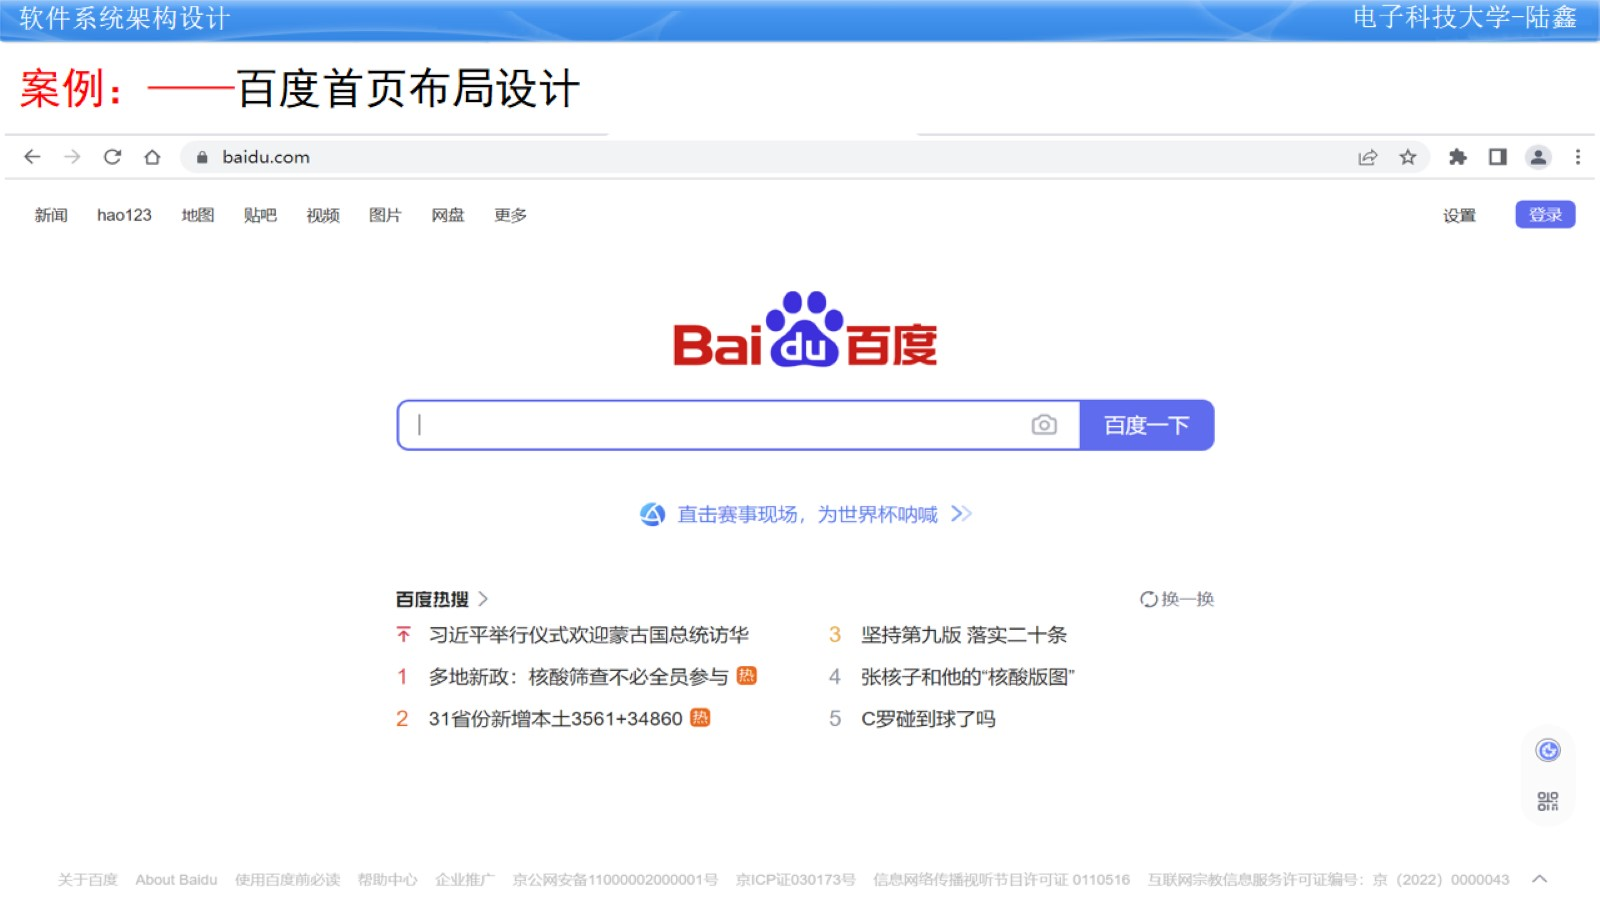 软件系统架构设计
电子科技大学-陆鑫
案例：——百度首页布局设计
baidu.com
新闻 hao123 地图 贴吧 视频 图片 网盘 更多
设置 登录
Bai du 百度
百度一下
直击赛事现场，为世界杯呐喊
百度热搜
换一换
习近平举行仪式欢迎蒙古国总统访华
1 多地新政：核酸筛查不必全员参与 热
2 31省份新增本土3561+34860 热
3 坚持第九版 落实二十条
4 张核子和他的“核酸版图”
5 C罗碰到球了吗
关于百度 About Baidu 使用百度前必读 帮助中心 企业推广 京公网安备11000002000001号 京ICP证030173号 信息网络传播视听节目许可证 0110516 互联网宗教信息服务许可证编号：京（2022）0000043